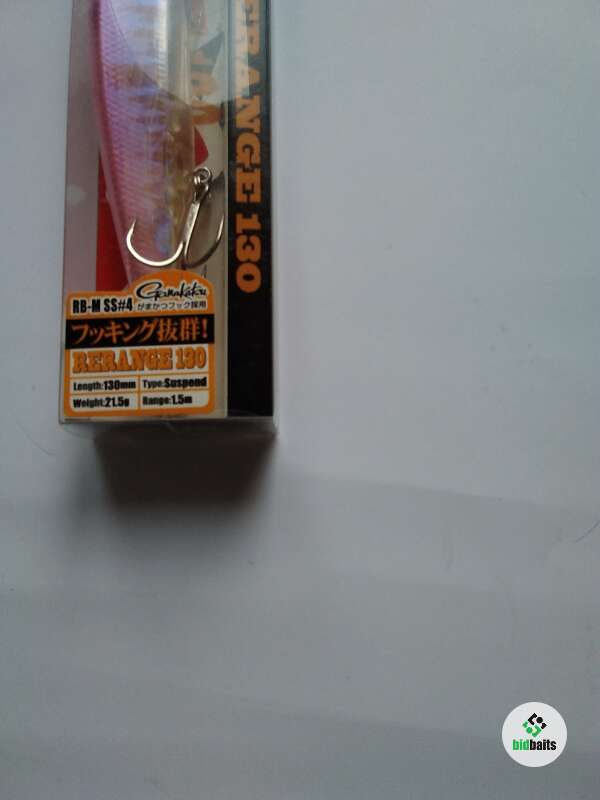 ERANGE 130
RB-M SS#4
Gamakatsu
がまかつフック採用
フッキング抜群!
RERANGE 130
Length:130mm
Type:Suspend
Weight:21.5g
Range:1.5m
bidbaits